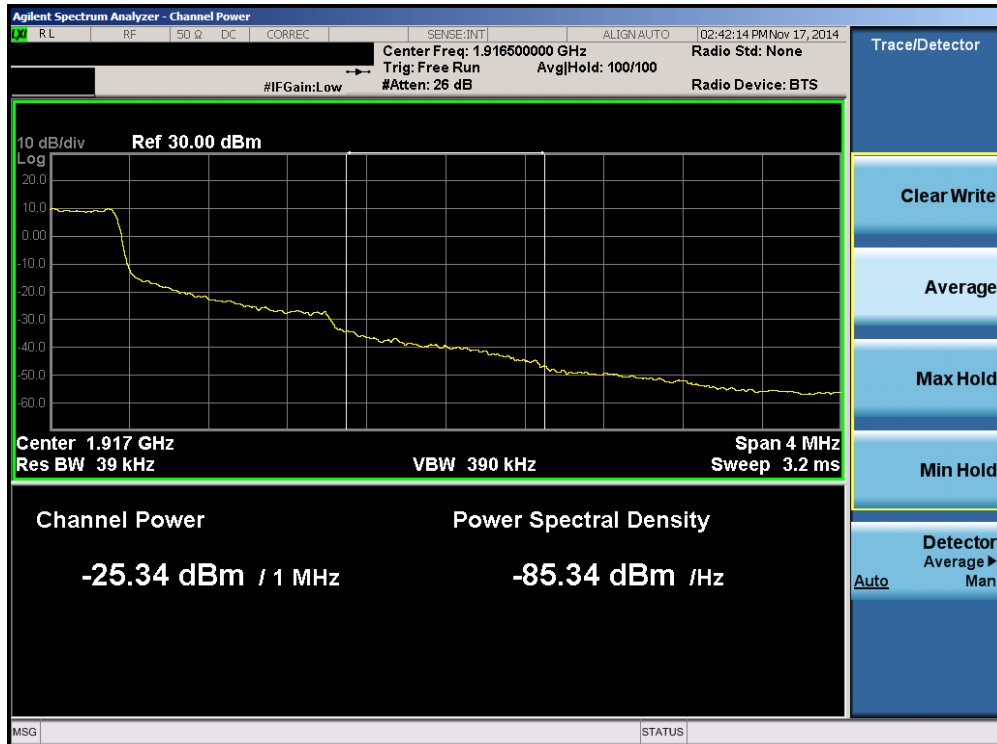 Agilent Spectrum Analyzer - Channel Power
LXI RL RF 50 Ω DC CORREC SENSE:INT ALIGN AUTO 02:42:14 PM Nov 17, 2014
Center Freq: 1.916500000 GHz Radio Std: None
Trig: Free Run Avg|Hold: 100/100
#IFGain:Low #Atten: 26 dB Radio Device: BTS
10 dB/div Ref 30.00 dBm
Log
20.0
10.0
0.00
-10.0
-20.0
-30.0
-40.0
-50.0
-60.0
Center 1.917 GHz Span 4 MHz
Res BW 39 kHz VBW 390 kHz Sweep 3.2 ms
Channel Power Power Spectral Density
-25.34 dBm / 1 MHz -85.34 dBm /Hz
MSG STATUS
Trace/Detector
Clear Write
Average
Max Hold
Min Hold
Detector
Average
Auto Man